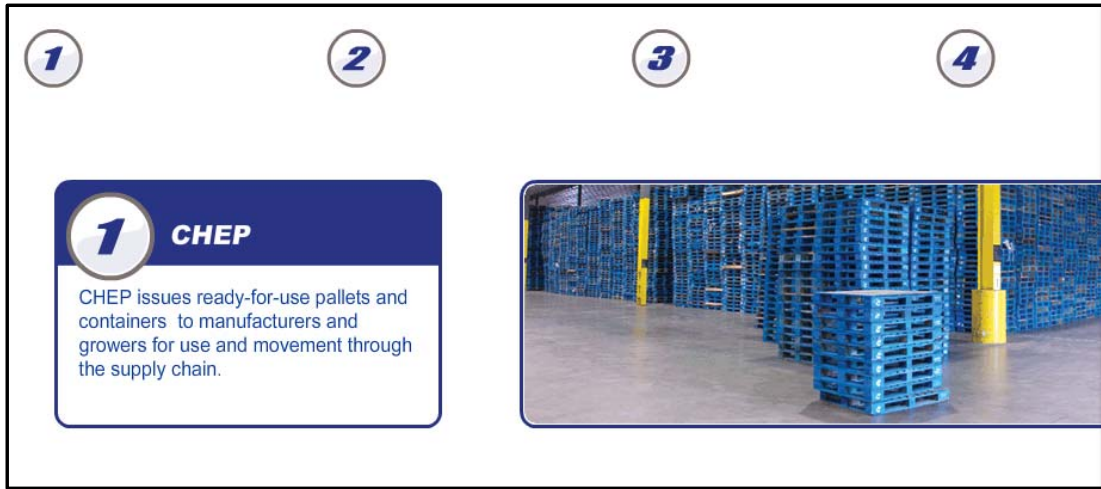 1
2
3
4
1
CHEP
CHEP issues ready-for-use pallets and
containers to manufacturers and
growers for use and movement through
the supply chain.